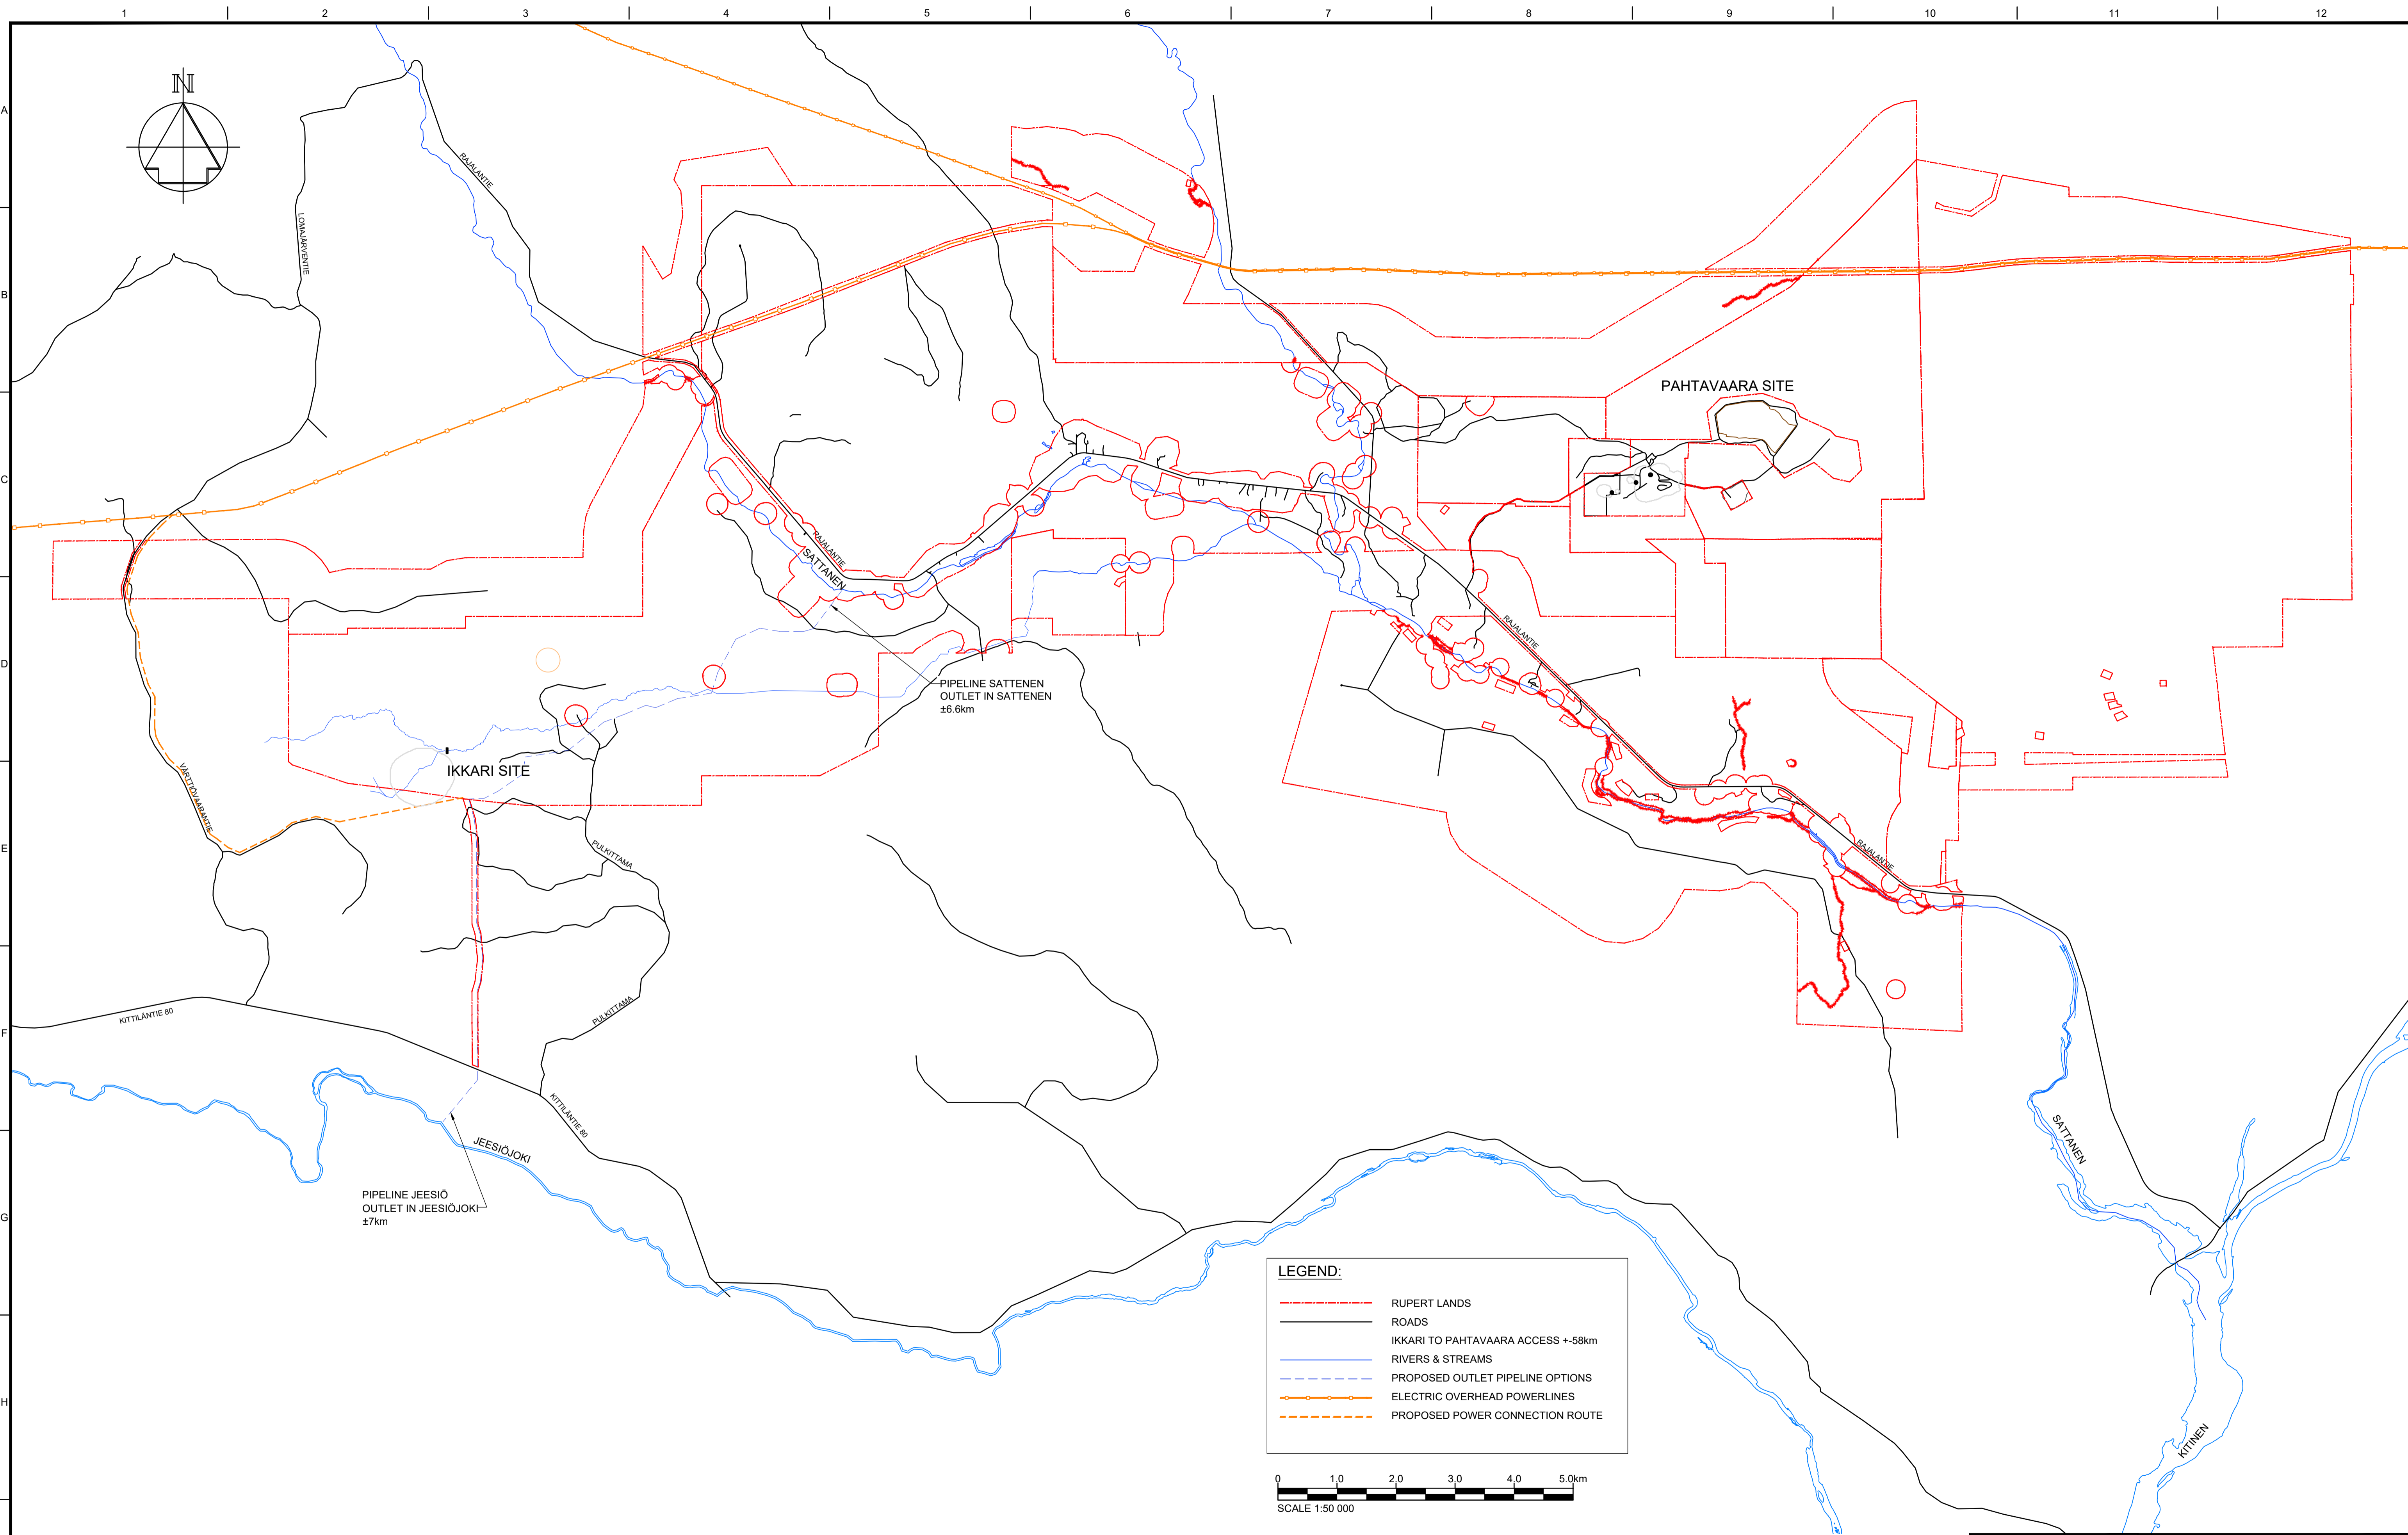 1 2 3 4 5 6 7 8 9 10 11 12
A
B
C
D
E
F
G
H
N
RAJALANTIE
LOMAJÄRVENTIE
PAHTAVAARA SITE
RAJALANTIE
SATTANEN
RAJALANTIE
PIPELINE SATTENEN
OUTLET IN SATTENEN
±6.6km
IKKARI SITE
VÄRTTIÖVAARANTIE
PULKITTAMA
RAJALANTIE
PULKITTAMA
KITTILÄNTIE 80
KITTILÄNTIE 80
JEESIÖJOKI
SATTANEN
PIPELINE JEESIÖ
OUTLET IN JEESIÖJOKI
±7km
LEGEND:
RUPERT LANDS
ROADS
IKKARI TO PAHTAVAARA ACCESS +-58km
RIVERS & STREAMS
PROPOSED OUTLET PIPELINE OPTIONS
ELECTRIC OVERHEAD POWERLINES
PROPOSED POWER CONNECTION ROUTE
KITINEN
0 1,0 2,0 3,0 4,0 5.0km
SCALE 1:50 000